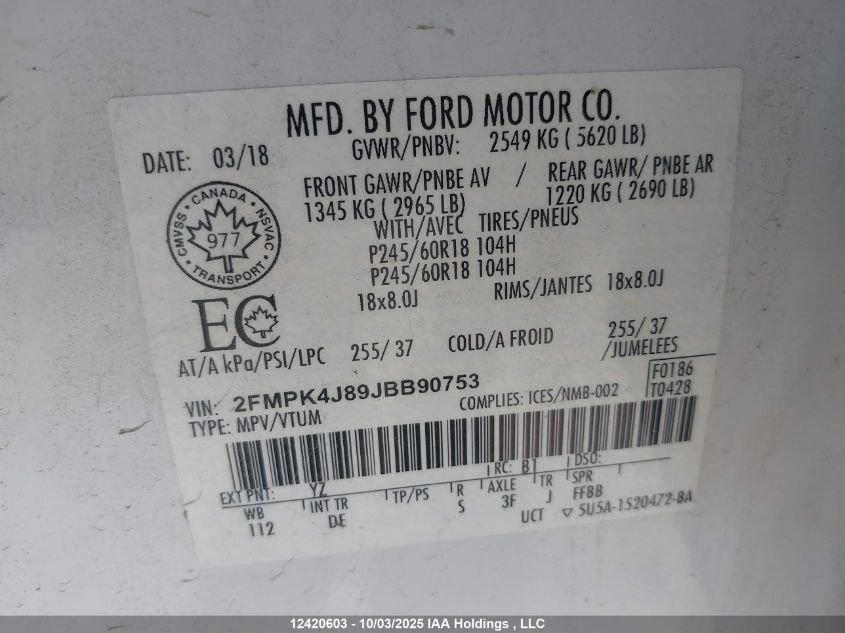 MFD. BY FORD MOTOR CO.
DATE: 03/18
GVWR/PNBV: 2549 KG ( 5620 LB)
FRONT GAWR/PNBE AV / REAR GAWR/ PNBE AR
1345 KG ( 2965 LB) 1220 KG ( 2690 LB)
WITH/AVEC TIRES/PNEUS
P245/60R18 104H
P245/60R18 104H
18x8.0J RIMS/JANTES 18x8.0J
CMVSS · CANADA · NSVAC · TRANSPORT ·
977
EC
AT/A kPa/PSI/LPC 255/ 37 COLD/A FROID 255/ 37
/JUMELEES
VIN: 2FMPK4J89JBB90753
COMPLIES: ICES/NMB-002
F0186
T0428
TYPE: MPV/VTUM
EXT PNT: YZ RC: B1 DSO:
WB INT TR TP/PS R AXLE TR SPR
112 DE S 3F J FFBB
UCT ▽ 5U5A-1520472-BA
12420603 - 10/03/2025 IAA Holdings , LLC